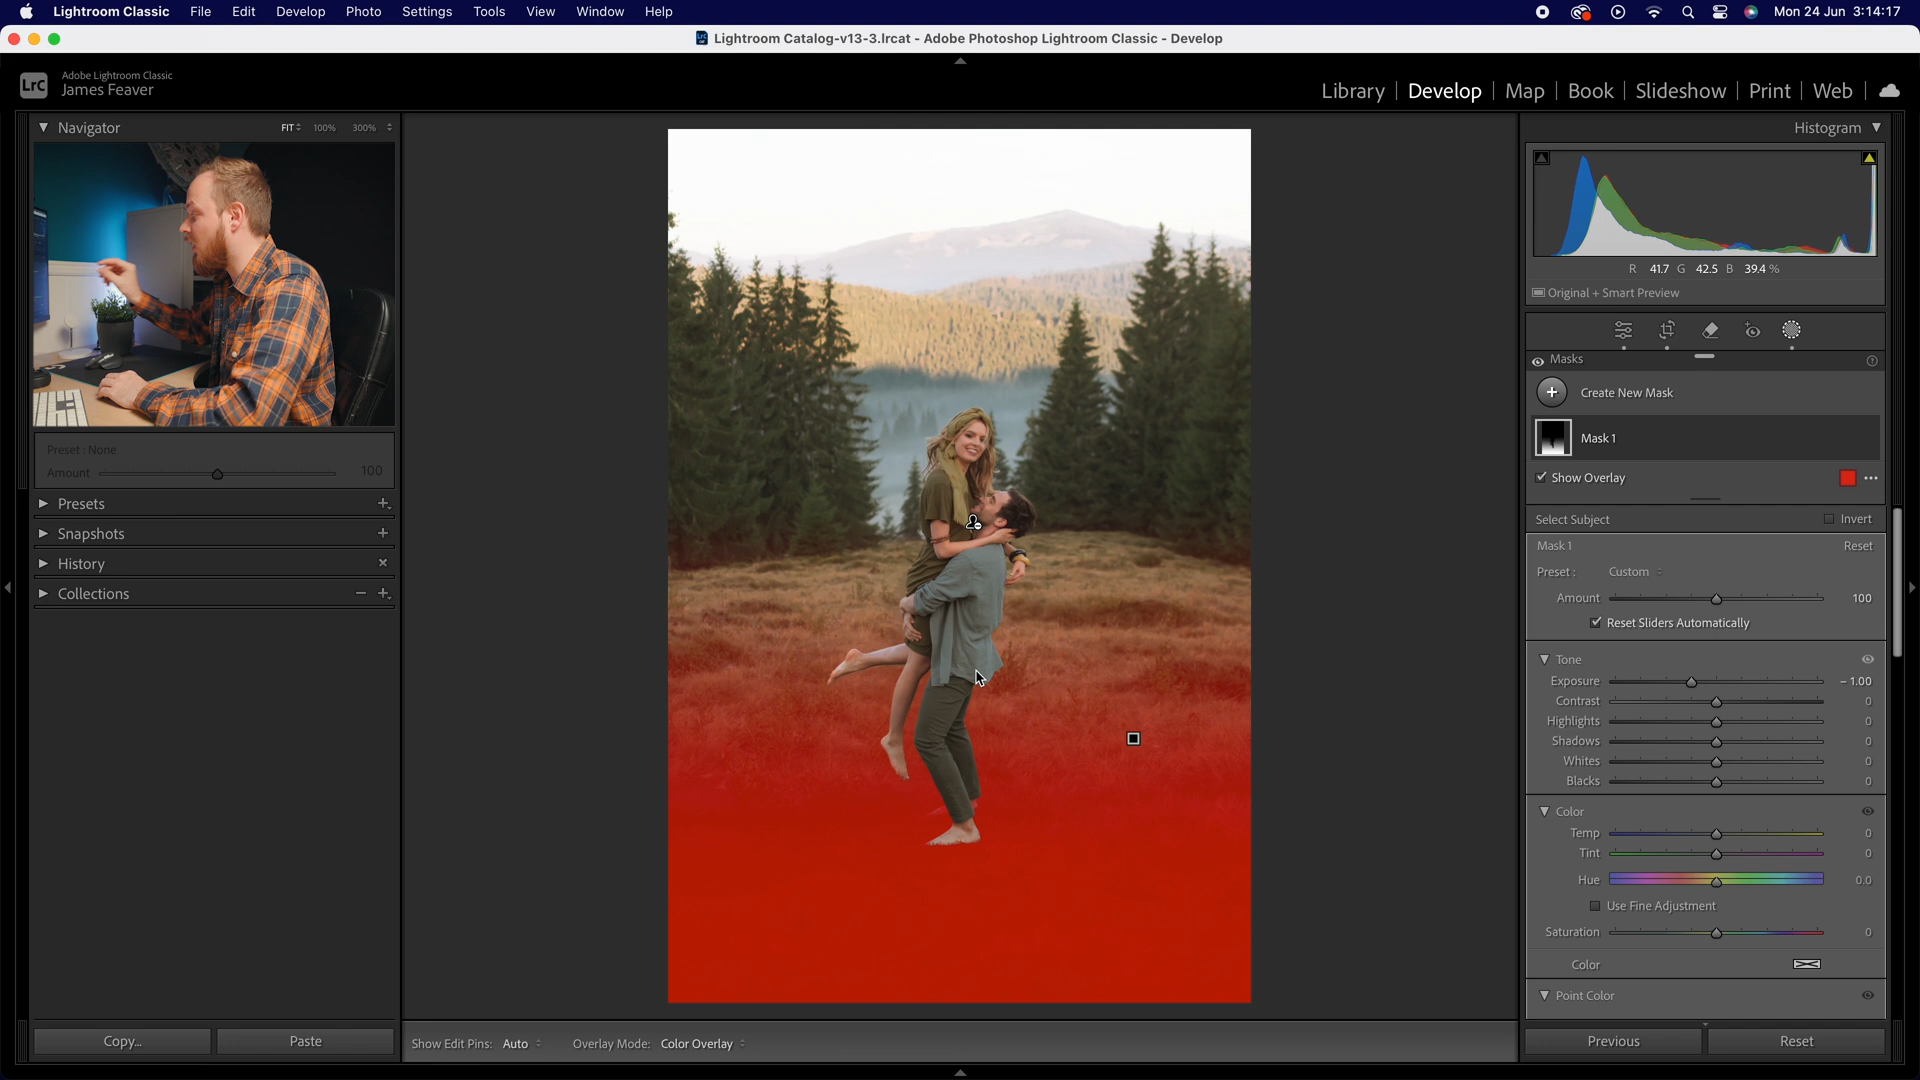 Lightroom Classic File Edit Develop Photo Settings Tools View Window Help Mon 24 Jun 3:14:17
Lightroom Catalog-v13-3.lrcat - Adobe Photoshop Lightroom Classic - Develop
LrC Adobe Lightroom Classic
James Feaver
Library Develop Map Book Slideshow Print Web
Navigator FIT 100% 300%
Preset : None
Amount 100
Presets
Snapshots
History
Collections
Copy... Paste
Show Edit Pins: Auto Overlay Mode: Color Overlay
Histogram
R 41.7 G 42.5 B 39.4 %
Original + Smart Preview
Masks
Create New Mask
Mask 1
Show Overlay
Select Subject Invert
Mask 1 Reset
Preset : Custom
Amount 100
Reset Sliders Automatically
Tone
Exposure – 1.00
Contrast 0
Highlights 0
Shadows 0
Whites 0
Blacks 0
Color
Temp 0
Tint 0
Hue 0.0
Use Fine Adjustment
Saturation 0
Color
Point Color
Previous Reset